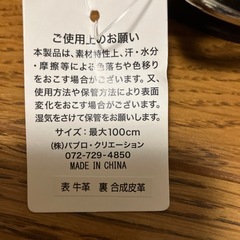 ご使用上のお願い
本製品は、素材特性上、汗・水分
・摩擦等による色落ちや色移り
をおこす場合がございます。又、
使用方法や保管方法により表面
変化をおこす場合がございます。
湿気をさけて保管をお願い致
します。
サイズ：最大100cm
(株)パブロ・クリエーション
072-729-4850
MADE IN CHINA
表 牛革 裏 合成皮革